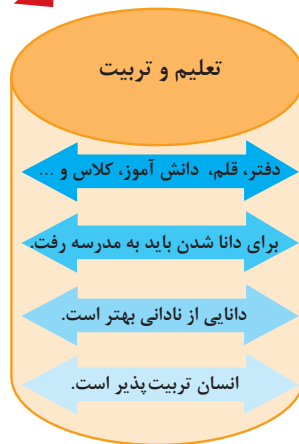 تعلیم و تربیت
دفتر، قلم، دانش آموز، کلاس و ...
برای دانا شدن باید به مدرسه رفت.
دانایی از نادانی بهتر است.
انسان تربیت‌پذیر است.